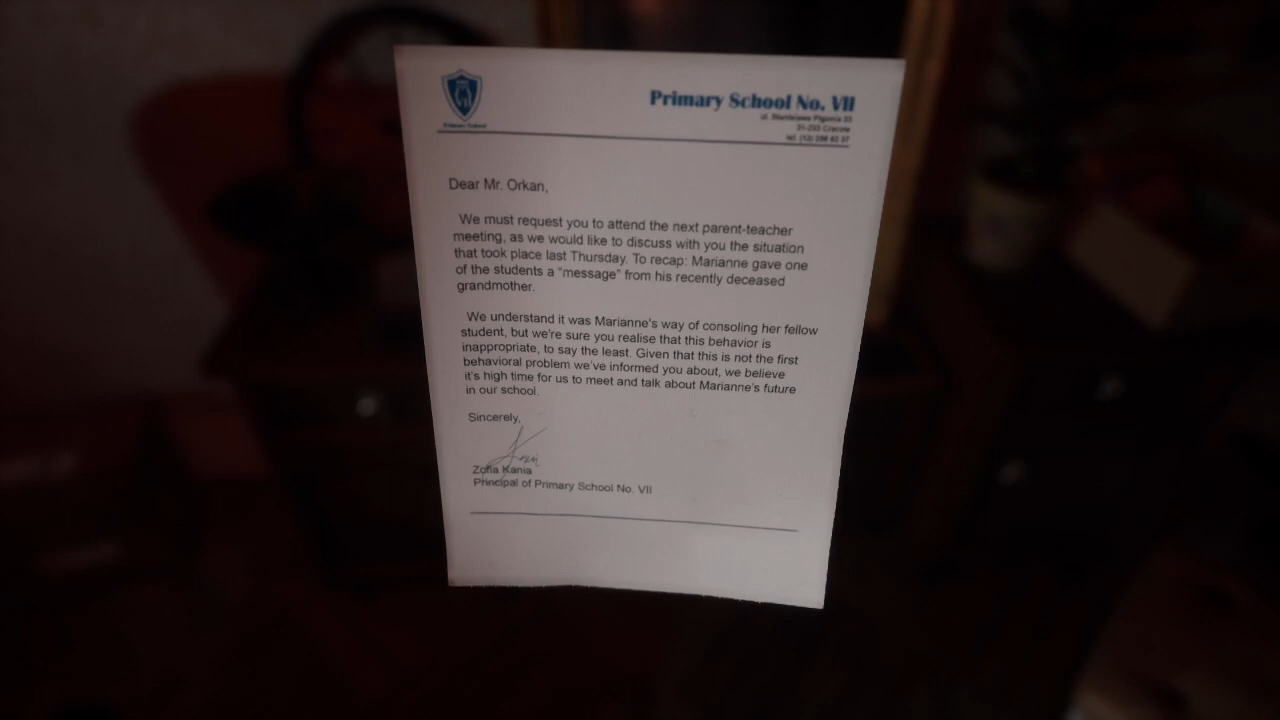 Primary School No. VII
31-233 Cracow
Primary School
Dear Mr. Orkan,
We must request you to attend the next parent-teacher
meeting, as we would like to discuss with you the situation
that took place last Thursday. To recap: Marianne gave one
of the students a "message" from his recently deceased
grandmother.
We understand it was Marianne's way of consoling her fellow
student, but we're sure you realise that this behavior is
inappropriate, to say the least. Given that this is not the first
behavioral problem we've informed you about, we believe
it's high time for us to meet and talk about Marianne's future
in our school.
Sincerely,
Zofia Kania
Principal of Primary School No. VII